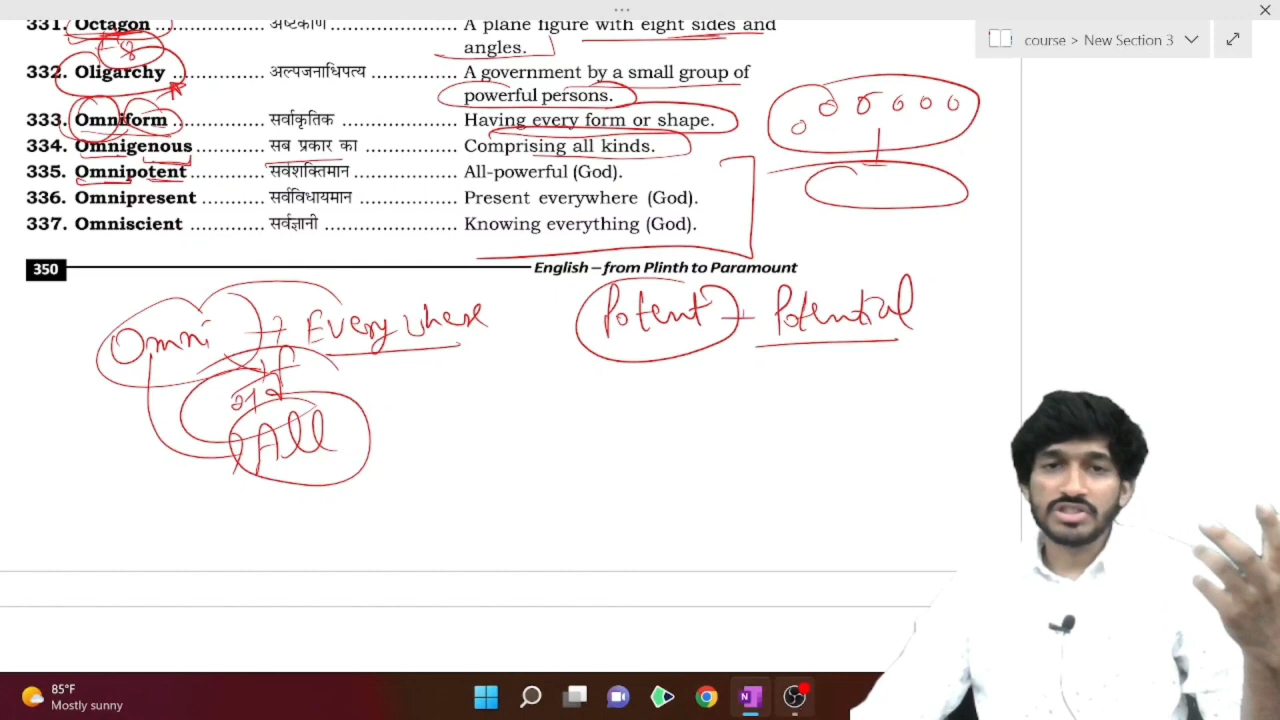 331. Octagon ................... अष्टकोण ................... A plane figure with eight sides and
angles.
8
332. Oligarchy ............... अल्पजनाधिपत्य ............... A government by a small group of
powerful persons.
333. Omniform ............... सर्वाकृतिक ................... Having every form or shape.
334. Omnigenous ............ सब प्रकार का ................ Comprising all kinds.
335. Omnipotent ............. सर्वशक्तिमान ................... All-powerful (God).
336. Omnipresent ........... सर्वविधायमान ................. Present everywhere (God).
337. Omniscient ............. सर्वज्ञानी ........................ Knowing everything (God).
350 English – from Plinth to Paramount
Omni → Everywhere
All
Potent – Potential
course > New Section 3
85°F
Mostly sunny